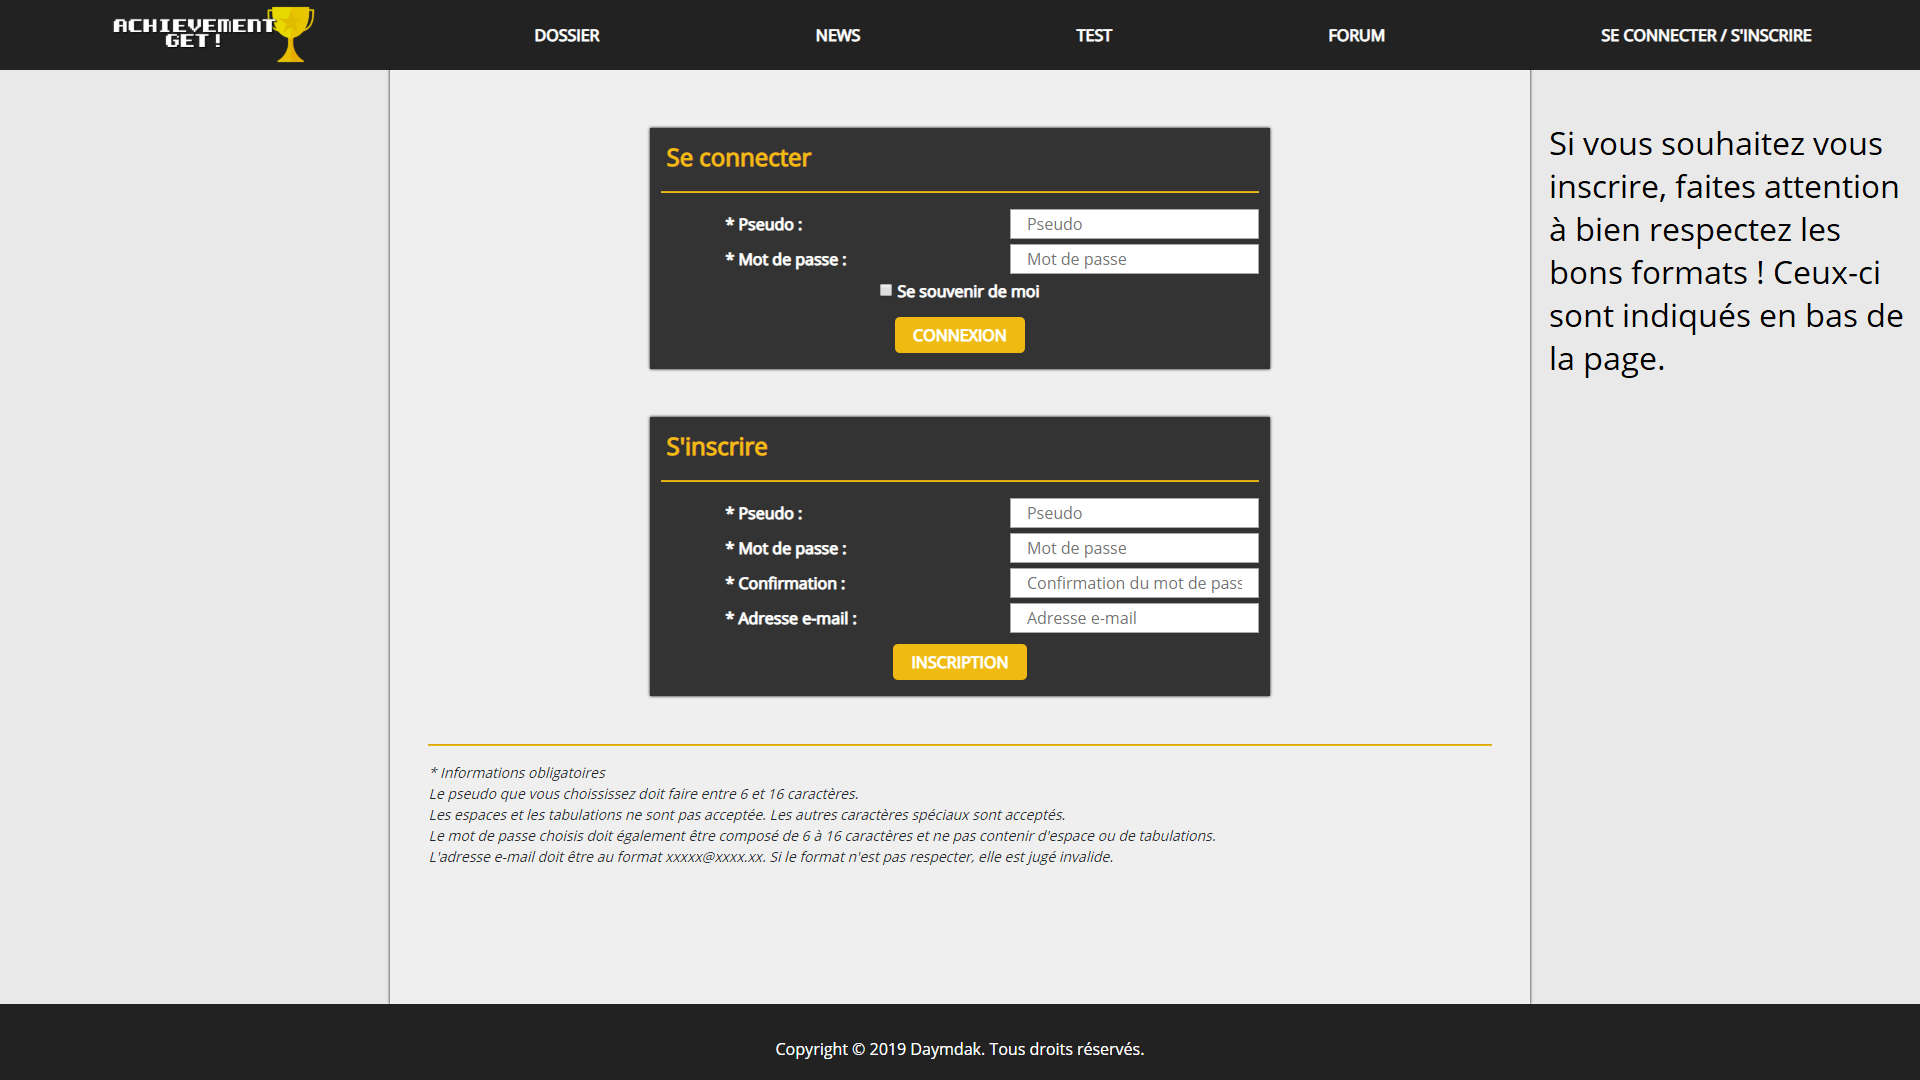 ACHIEVEMENT
GET !
DOSSIER
NEWS
TEST
FORUM
SE CONNECTER / S'INSCRIRE
Se connecter
* Pseudo :
Pseudo
* Mot de passe :
Mot de passe
Se souvenir de moi
CONNEXION
S'inscrire
* Pseudo :
Pseudo
* Mot de passe :
Mot de passe
* Confirmation :
Confirmation du mot de pass
* Adresse e-mail :
Adresse e-mail
INSCRIPTION
* Informations obligatoires
Le pseudo que vous choississez doit faire entre 6 et 16 caractères.
Les espaces et les tabulations ne sont pas acceptée. Les autres caractères spéciaux sont acceptés.
Le mot de passe choisis doit également être composé de 6 à 16 caractères et ne pas contenir d'espace ou de tabulations.
L'adresse e-mail doit être au format xxxxx@xxxx.xx. Si le format n'est pas respecter, elle est jugé invalide.
Si vous souhaitez vous
inscrire, faites attention
à bien respectez les
bons formats ! Ceux-ci
sont indiqués en bas de
la page.
Copyright © 2019 Daymdak. Tous droits réservés.